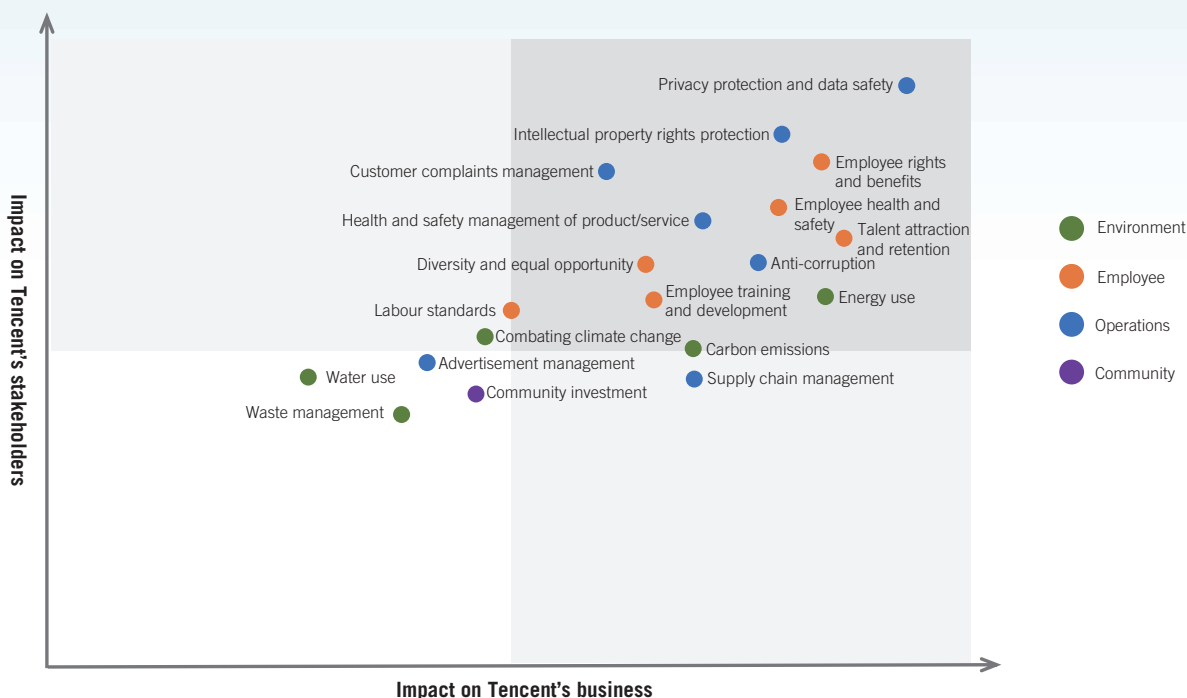 Privacy protection and data safety
Intellectual property rights protection
Employee rights
and benefits
Customer complaints management
Employee health and
safety
Health and safety management of product/service
Talent attraction
and retention
Diversity and equal opportunity
Anti-corruption
Employee training
and development
Energy use
Labour standards
Combating climate change
Carbon emissions
Advertisement management
Water use
Supply chain management
Community investment
Waste management
Impact on Tencent's stakeholders
Impact on Tencent's business
Environment
Employee
Operations
Community